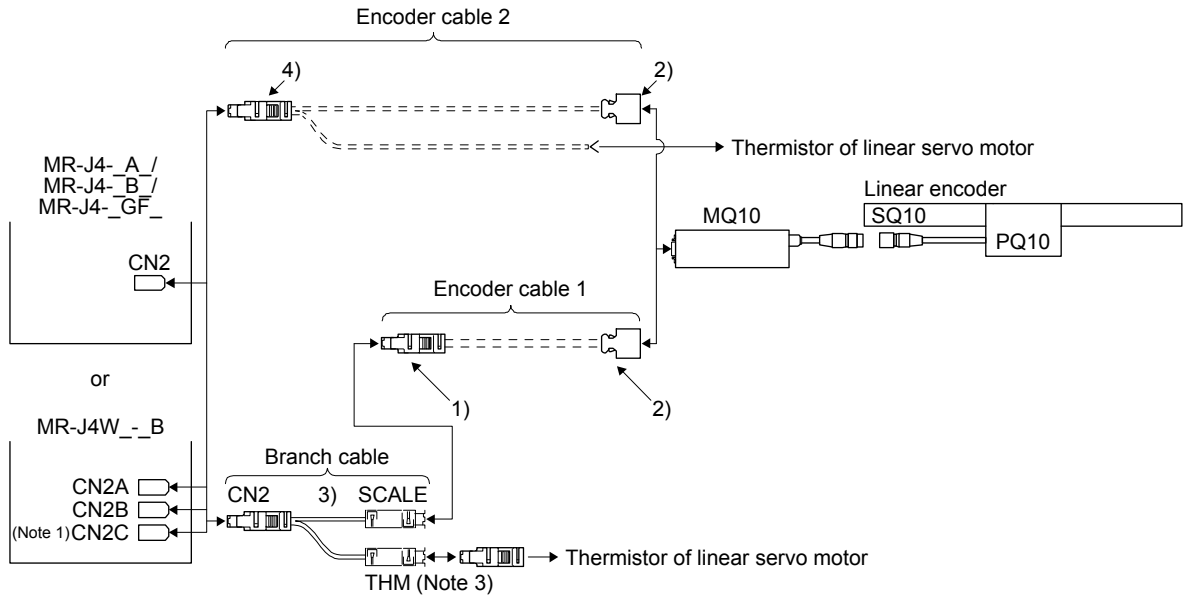 Encoder cable 2
4)
2)
Thermistor of linear servo motor
MR-J4-_A_/
MR-J4-_B_/
MR-J4-_GF_
CN2
Linear encoder
MQ10
SQ10
PQ10
Encoder cable 1
1)
2)
or
MR-J4W_-_B
CN2A
CN2B
(Note 1) CN2C
Branch cable
CN2 3) SCALE
Thermistor of linear servo motor
THM (Note 3)